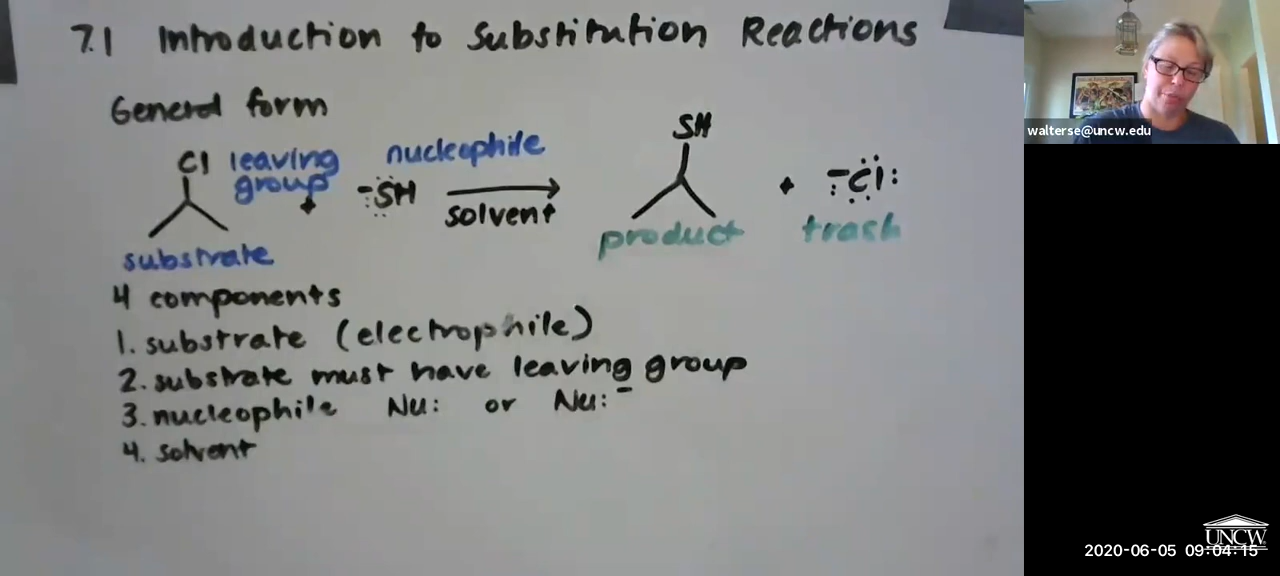 7.1 Introduction to Substitution Reactions
General form
Cl leaving group + -SH nucleophile
solvent
SH
+ -Cl
substrate
product
trash
4 components
1. substrate (electrophile)
2. substrate must have leaving group
3. nucleophile Nu: or Nu:-
4. solvent
walterse@uncw.edu
UNCW
2020-06-05 09:04:15